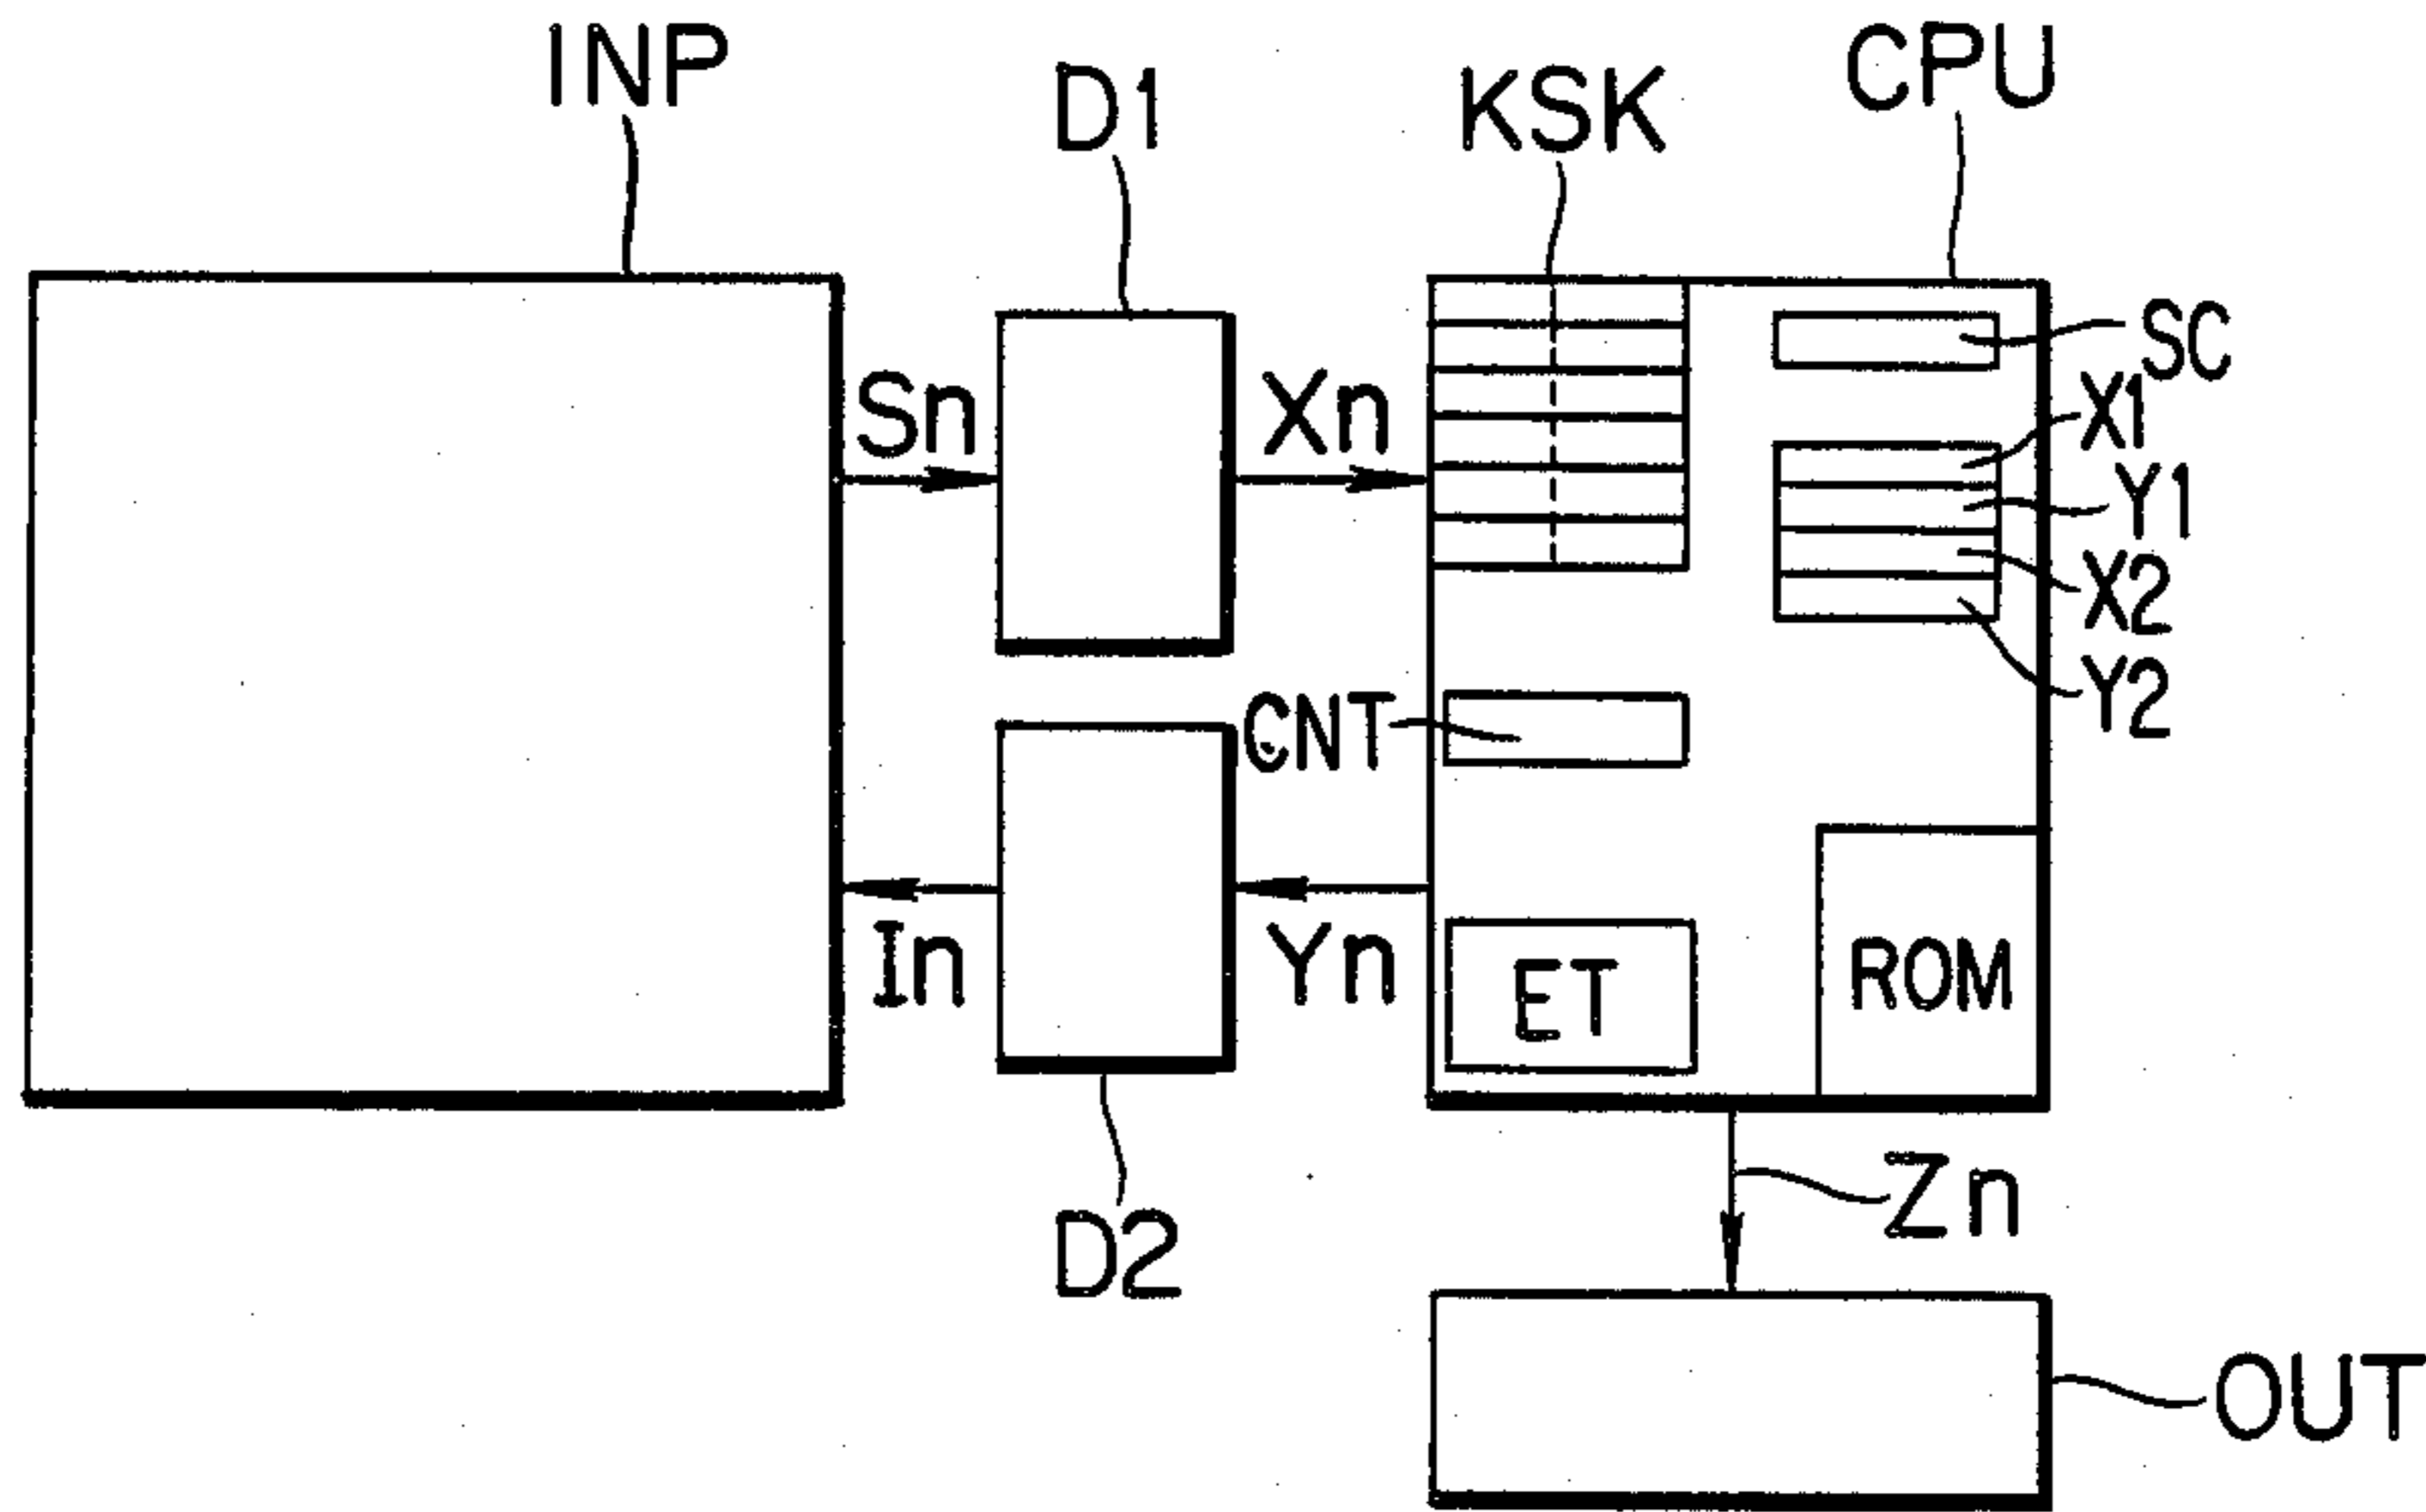 INP
D1
KSK
CPU
SC
Sn
Xn
X1
Y1
X2
Y2
CNT
In
Yn
ET
ROM
Zn
D2
OUT